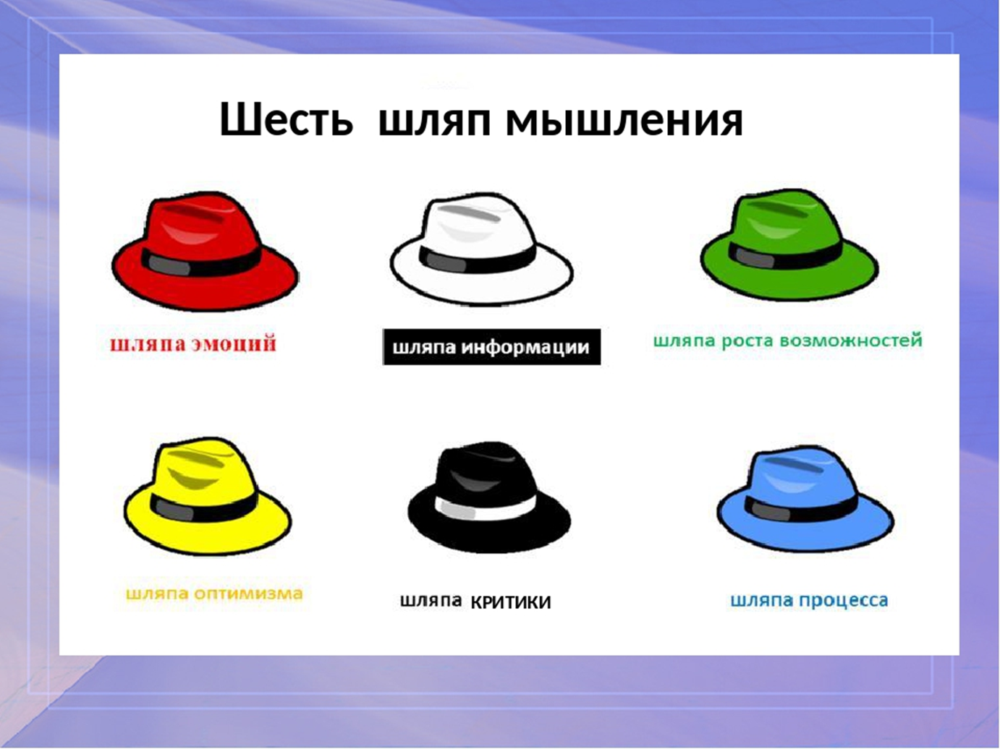 Шесть шляп мышления
шляпа эмоций
шляпа информации
шляпа роста возможностей
шляпа оптимизма
шляпа критики
шляпа процесса